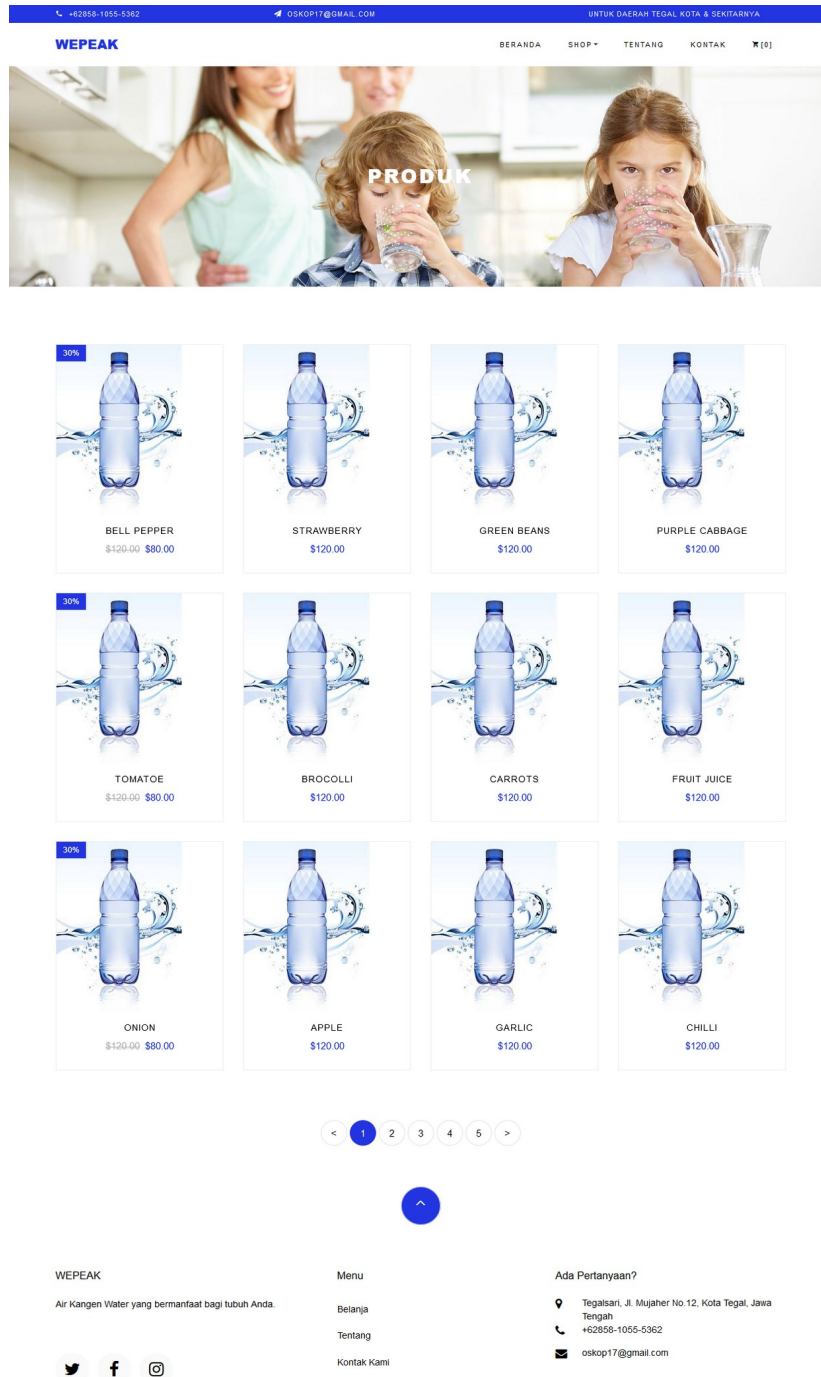 +62858-1055-5362 OSKOP17@GMAIL.COM UNTUK DAERAH TEGAL KOTA & SEKITARNYA
WEPEAK BERANDA SHOP TENTANG KONTAK [0]
PRODUK
30%
BELL PEPPER STRAWBERRY GREEN BEANS PURPLE CABBAGE
$120.00 $80.00 $120.00 $120.00 $120.00
30%
TOMATOE BROCOLLI CARROTS FRUIT JUICE
$120.00 $80.00 $120.00 $120.00 $120.00
30%
ONION APPLE GARLIC CHILLI
$120.00 $80.00 $120.00 $120.00 $120.00
< 1 2 3 4 5 >
WEPEAK Menu Ada Pertanyaan?
Air Kangen Water yang bermanfaat bagi tubuh Anda.
Belanja
Tentang
Kontak Kami
Tegalsari, Jl. Mujaher No.12, Kota Tegal, Jawa
Tengah
+62858-1055-5362
oskop17@gmail.com